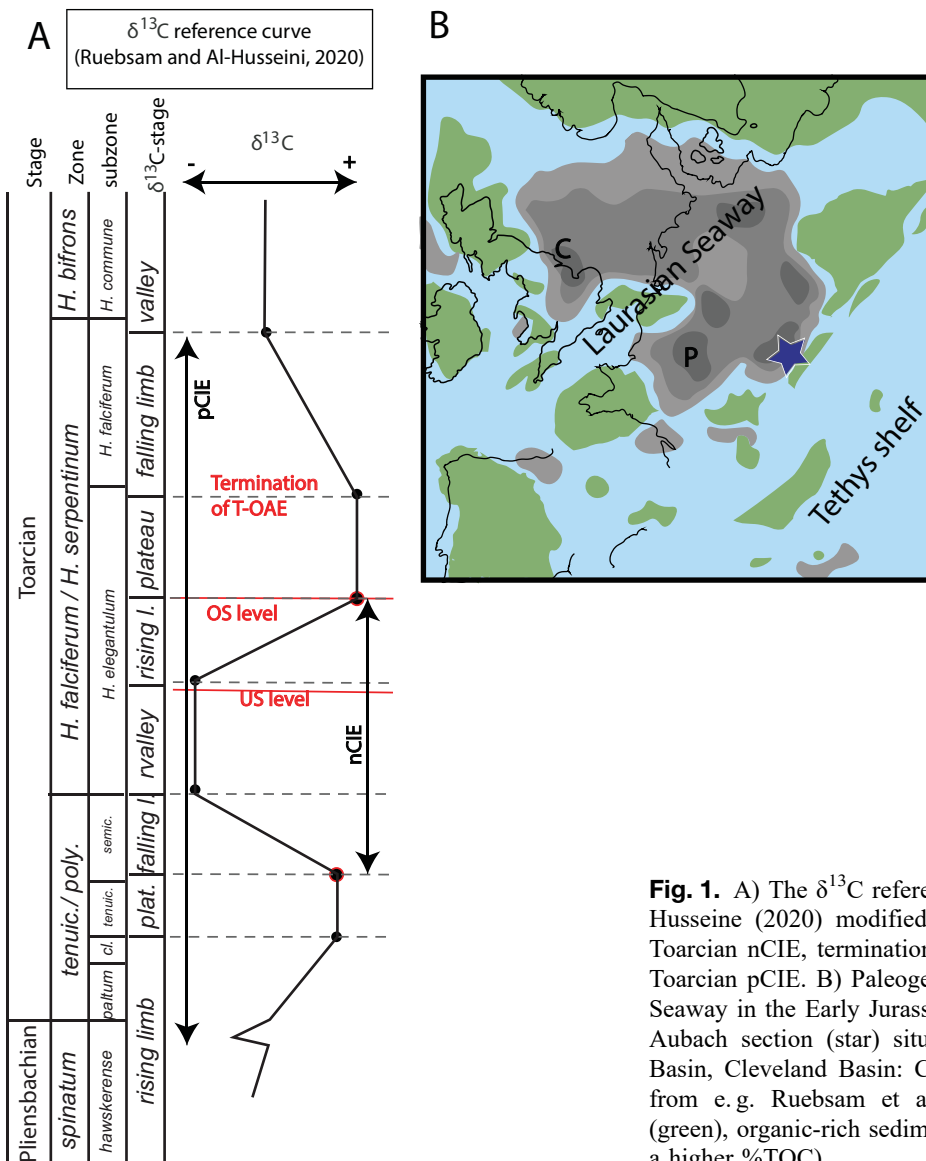 A
δ13C reference curve
(Ruebsam and Al-Husseini, 2020)
Stage
Zone
subzone
δ13C-stage
δ13C
-
+
Toarcian
Pliensbachian
H. bifrons
H. falciferum / H. serpentinum
tenuic./ poly.
spinatum
H. commune
H. falciferum
H. elegantulum
semic.
tenuic.
cl.
paltum
hawskerense
valley
falling limb
plateau
rising l.
rvalley
falling l.
plat.
rising limb
pCIE
Termination
of T-OAE
OS level
US level
nCIE
B
C
Laurasian Seaway
P
Tethys shelf
Fig. 1. A) The δ13C refere
Husseine (2020) modified
Toarcian nCIE, termination
Toarcian pCIE. B) Paleoge
Seaway in the Early Jurass
Aubach section (star) situ
Basin, Cleveland Basin: C
from e. g. Ruebsam et a
(green), organic-rich sedim
a higher %TOC)